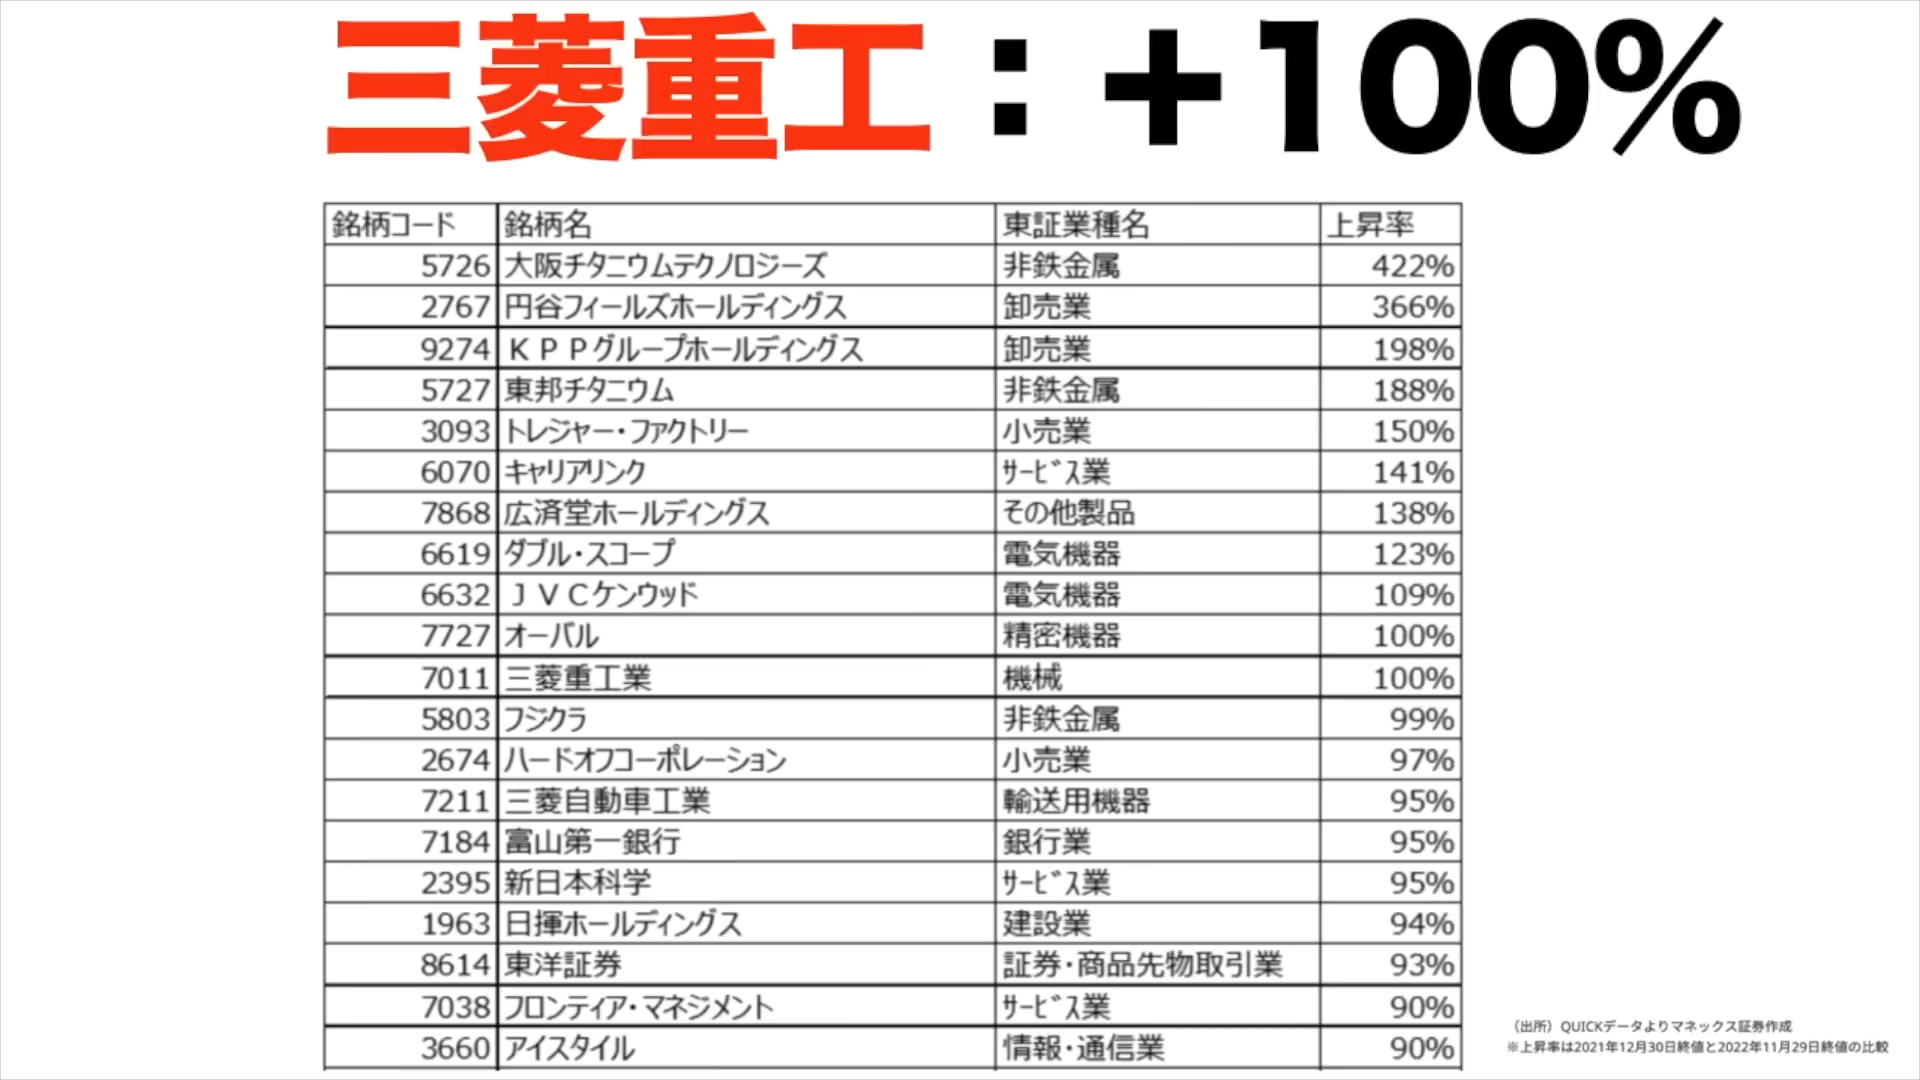 三菱重工：+100%
銘柄コード 銘柄名 東証業種名 上昇率
5726 大阪チタニウムテクノロジーズ 非鉄金属 422%
2767 円谷フィールズホールディングス 卸売業 366%
9274 ＫＰＰグループホールディングス 卸売業 198%
5727 東邦チタニウム 非鉄金属 188%
3093 トレジャー・ファクトリー 小売業 150%
6070 キャリアリンク ｻｰﾋﾞｽ業 141%
7868 広済堂ホールディングス その他製品 138%
6619 ダブル・スコープ 電気機器 123%
6632 ＪＶＣケンウッド 電気機器 109%
7727 オーバル 精密機器 100%
7011 三菱重工業 機械 100%
5803 フジクラ 非鉄金属 99%
2674 ハードオフコーポレーション 小売業 97%
7211 三菱自動車工業 輸送用機器 95%
7184 富山第一銀行 銀行業 95%
2395 新日本科学 ｻｰﾋﾞｽ業 95%
1963 日揮ホールディングス 建設業 94%
8614 東洋証券 証券・商品先物取引業 93%
7038 フロンティア・マネジメント ｻｰﾋﾞｽ業 90%
3660 アイスタイル 情報・通信業 90%
（出所）QUICKデータよりマネックス証券作成
※上昇率は2021年12月30日終値と2022年11月29日終値の比較